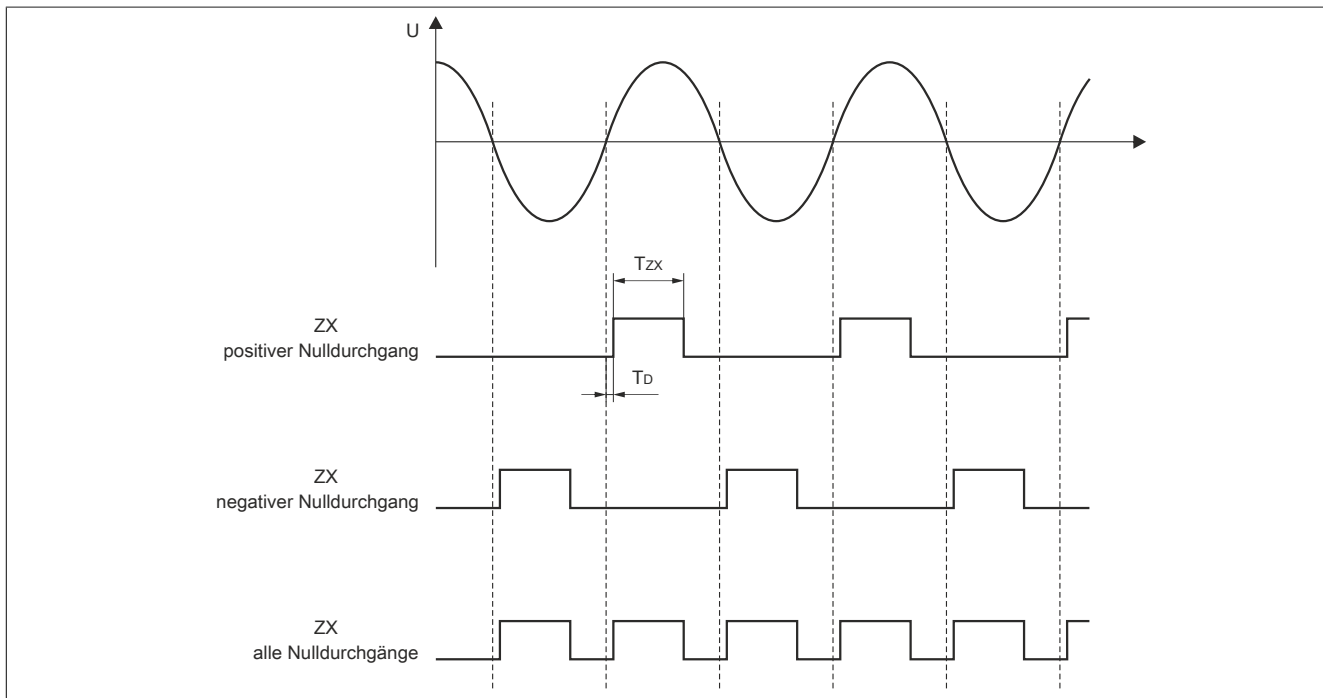 U
TZX
ZX
positiver Nulldurchgang
TD
ZX
negativer Nulldurchgang
ZX
alle Nulldurchgänge